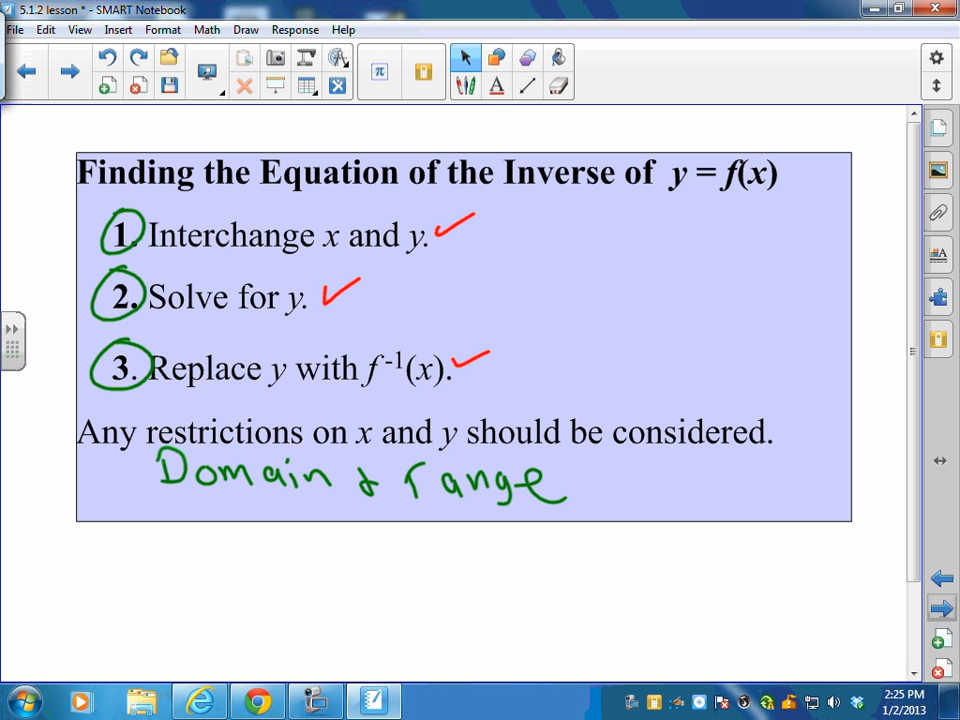 5.1.2 lesson * - SMART Notebook
File Edit View Insert Format Math Draw Response Help
Finding the Equation of the Inverse of y = f(x)
1. Interchange x and y.
2. Solve for y.
3. Replace y with f⁻¹(x).
Any restrictions on x and y should be considered.
Domain & range
2:25 PM
1/2/2013